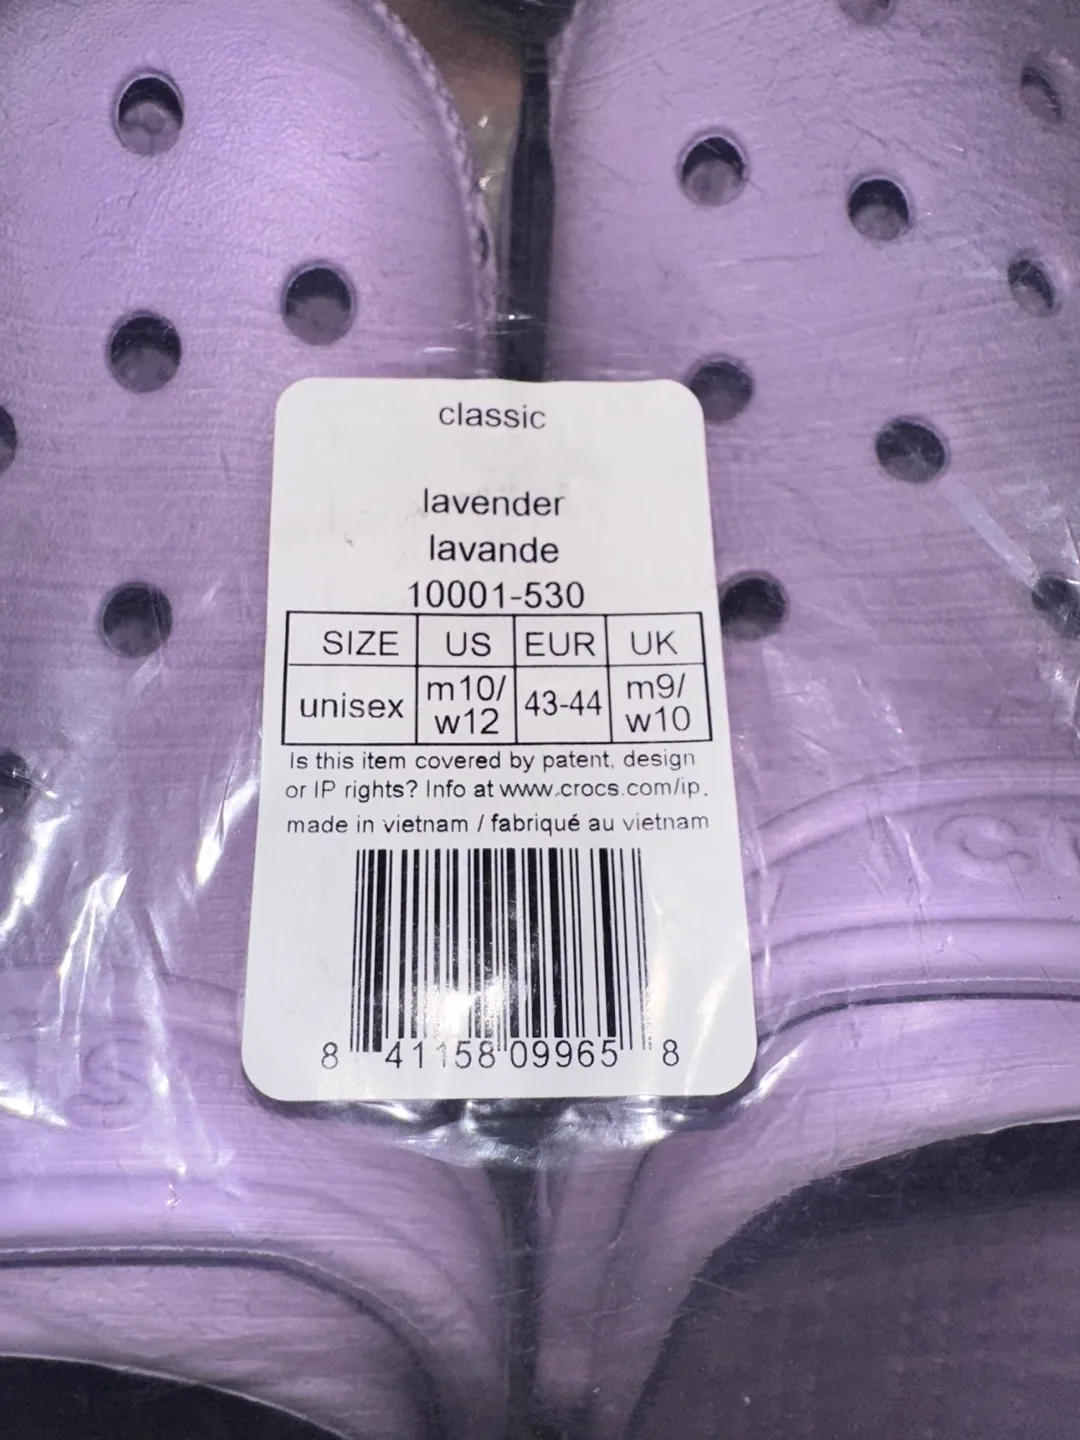 classic
lavender
lavande
10001-530
SIZE US EUR UK
unisex m10/ w12 43-44 m9/ w10
Is this item covered by patent, design
or IP rights? Info at www.crocs.com/ip.
made in vietnam / fabriqué au vietnam
8 41158 09965 8